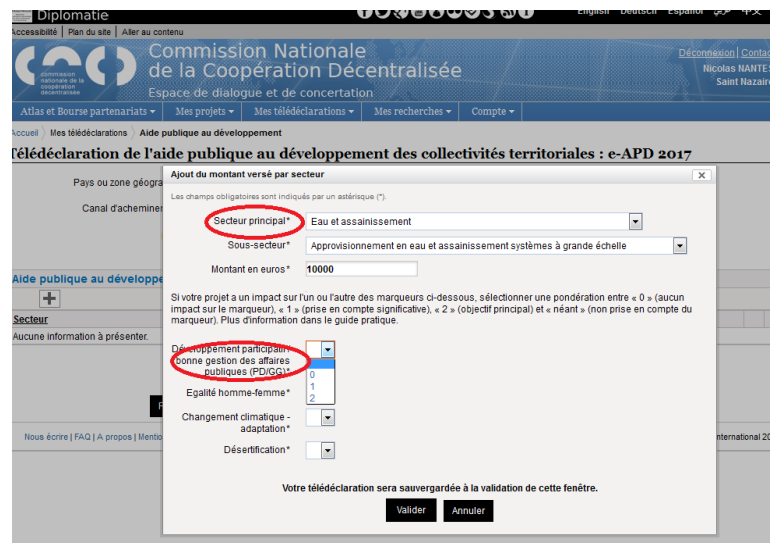 Diplomatie
English Deutsch Español عربي 中文
Accessibilité | Plan du site | Aller au contenu
Commission Nationale
de la Coopération Décentralisée
Espace de dialogue et de concertation
commission
nationale de la
coopération
décentralisée
Déconnexion | Contac
Nicolas NANTES
Saint Nazaire
Atlas et Bourse partenariats Mes projets Mes télédéclarations Mes recherches Compte
Accueil Mes télédéclarations Aide publique au développement
Télédéclaration de l'aide publique au développement des collectivités territoriales : e-APD 2017
Pays ou zone géogra
Canal d'achemine
Aide publique au développe
Secteur
Aucune information à présenter.
Nous écrire | FAQ | A propos | Mentio
nternational 20
Ajout du montant versé par secteur
Les champs obligatoires sont indiqués par un astérisque (*).
Secteur principal* Eau et assainissement
Sous-secteur* Approvisionnement en eau et assainissement systèmes à grande échelle
Montant en euros* 10000
Si votre projet a un impact sur l'un ou l'autre des marqueurs ci-dessous, sélectionner une pondération entre « 0 » (aucun
impact sur le marqueur), « 1 » (prise en compte significative), « 2 » (objectif principal) et « néant » (non prise en compte du
marqueur). Plus d'information dans le guide pratique.
Développement participatif
bonne gestion des affaires
publiques (PD/GG)*
0
1
2
Egalité homme-femme*
Changement climatique -
adaptation*
Désertification*
Votre télédéclaration sera sauvergardée à la validation de cette fenêtre.
Valider Annuler